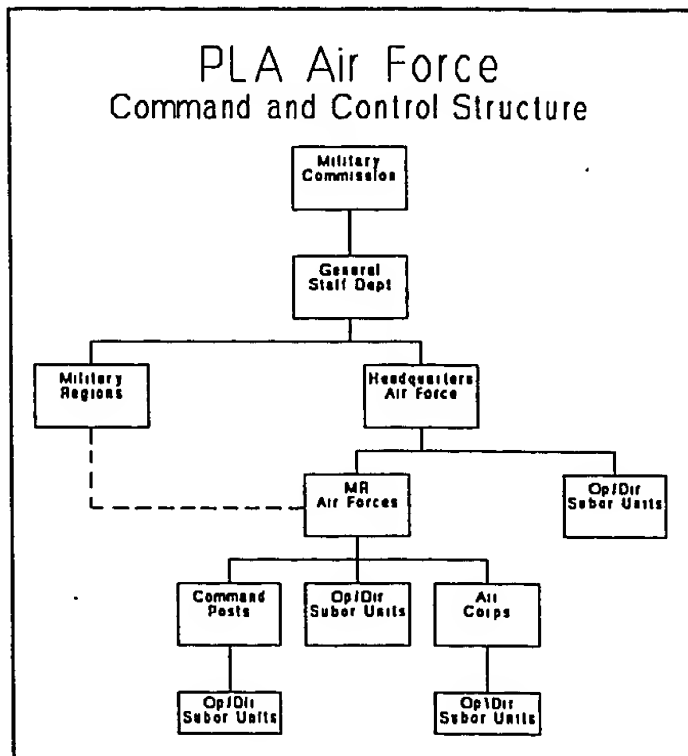 PLA Air Force
Command and Control Structure
Military
Commission
General
Staff Dept
Military
Regions
Headquarters
Air Force
MR
Air Forces
Op/Dir
Subor Units
Command
Posts
Op/Dir
Subor Units
Air
Corps
Op/Dir
Subor Units
Op/Dir
Subor Units